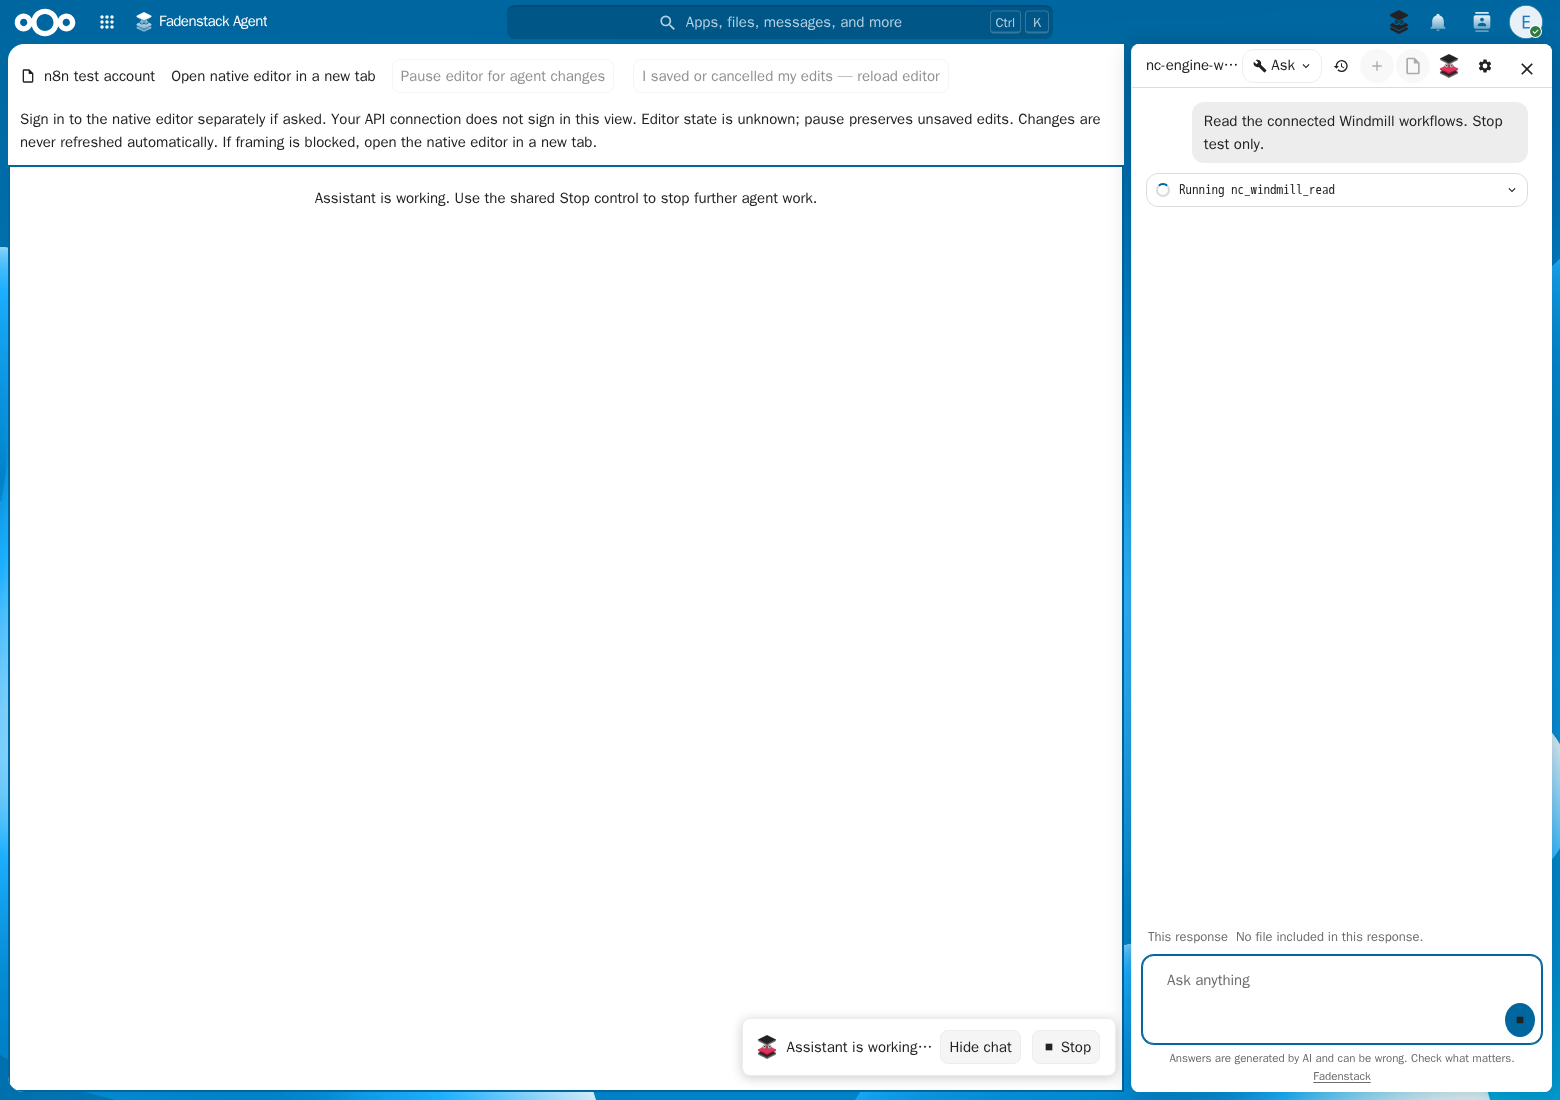 Fadenstack Agent
Apps, files, messages, and more
Ctrl
K
E
n8n test account
Open native editor in a new tab
Pause editor for agent changes
I saved or cancelled my edits — reload editor
Sign in to the native editor separately if asked. Your API connection does not sign in this view. Editor state is unknown; pause preserves unsaved edits. Changes are
never refreshed automatically. If framing is blocked, open the native editor in a new tab.
Assistant is working. Use the shared Stop control to stop further agent work.
Assistant is working…
Hide chat
Stop
nc-engine-w…
Ask
Read the connected Windmill workflows. Stop
test only.
Running nc_windmill_read
This response No file included in this response.
Ask anything
Answers are generated by AI and can be wrong. Check what matters.
Fadenstack